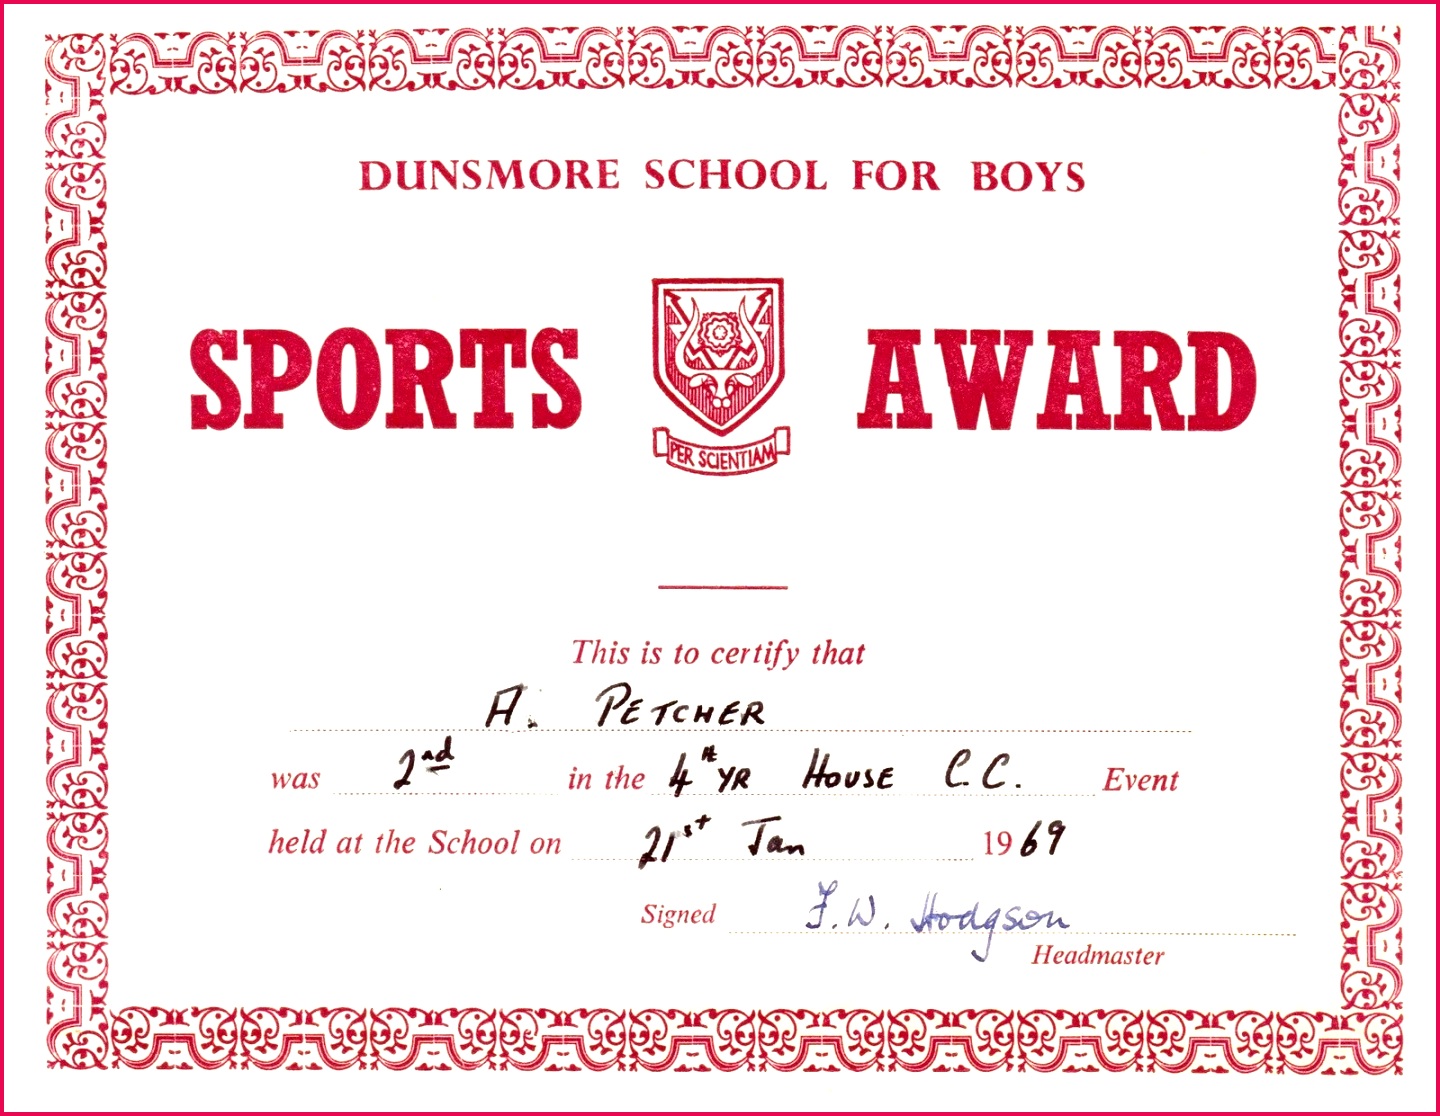 DUNSMORE SCHOOL FOR BOYS
SPORTS AWARD
PER SCIENTIAM
This is to certify that
A. PETCHER
was 2nd in the 4th YR HOUSE C.C. Event
held at the School on 21st Jan 1969
Signed F. W. Hodgson
Headmaster